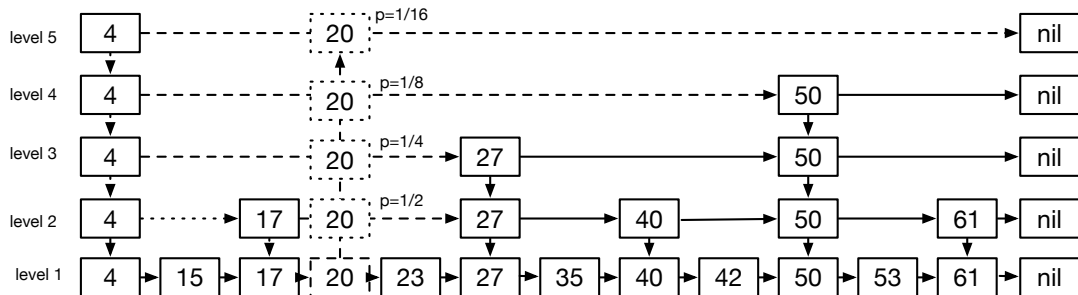 level 5 4 20 p=1/16 nil
level 4 4 20 p=1/8 50 nil
level 3 4 20 p=1/4 27 50 nil
level 2 4 17 20 p=1/2 27 40 50 61 nil
level 1 4 15 17 20 23 27 35 40 42 50 53 61 nil